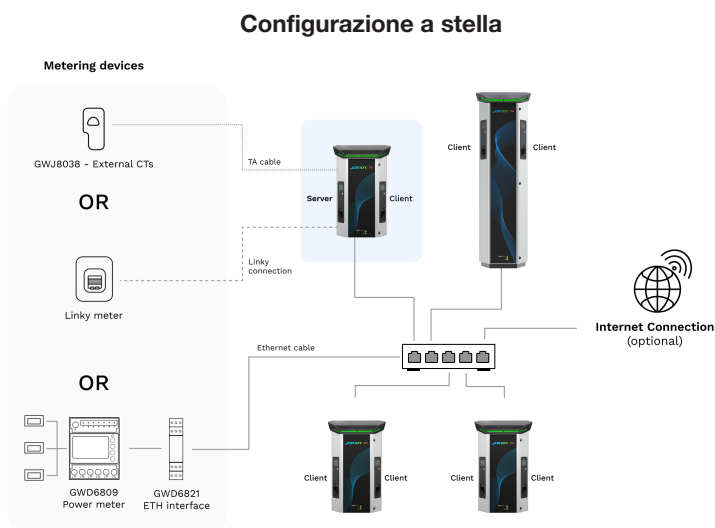 Configurazione a stella
Metering devices
GWJ8038 - External CTs
TA cable
OR
Server
Client
Client
Client
Linky
connection
Linky meter
Internet Connection
(optional)
Ethernet cable
OR
GWD6809
Power meter
GWD6821
ETH interface
Client
Client
Client
Client